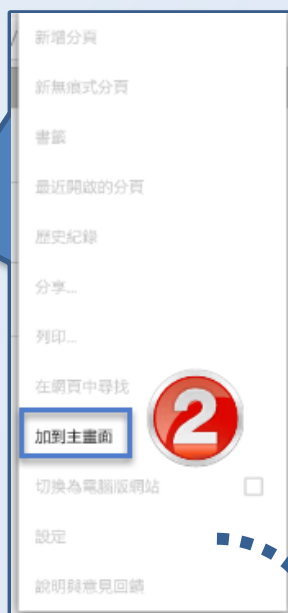 新增分頁
新無痕式分頁
書籤
最近開啟的分頁
歷史紀錄
分享...
列印...
在網頁中尋找
加到主畫面
2
切換為電腦版網站
設定
說明與意見回饋